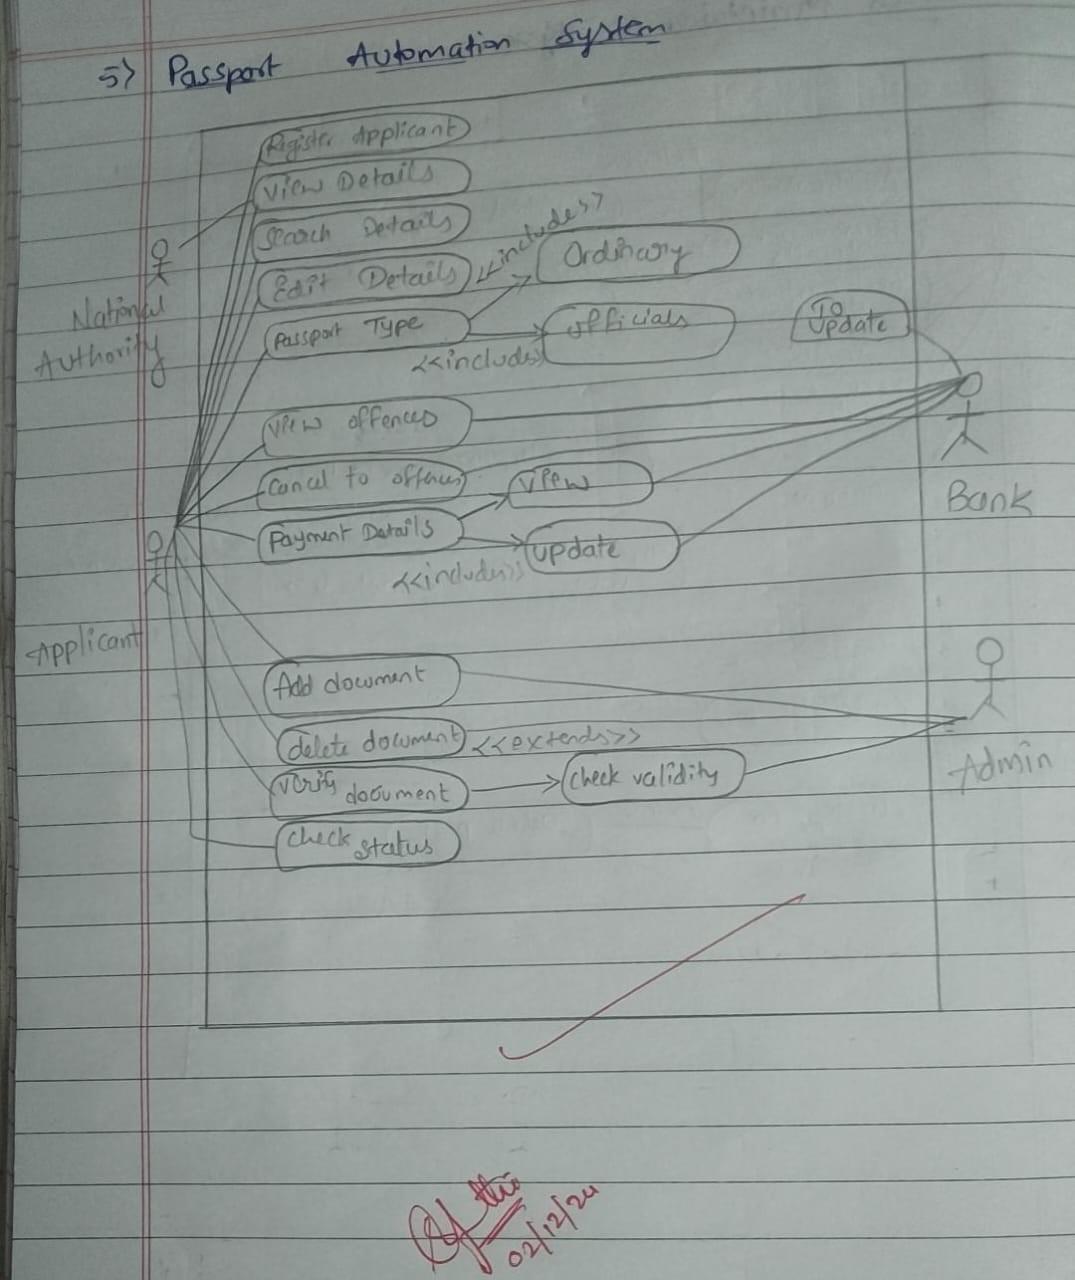 5) Passport Automation System
Register Applicant
View Details
Search Details
Edit Details
<<includes>>
Ordinary
Passport Type
officials
<<includes>
To
Update
National
Authority
View offences
Cancel to offences
View
Payment Details
update
<<includes>>
Bank
Applicant
Add document
delete document
<<extends>>
verify document
check validity
Admin
check status
02/12/24